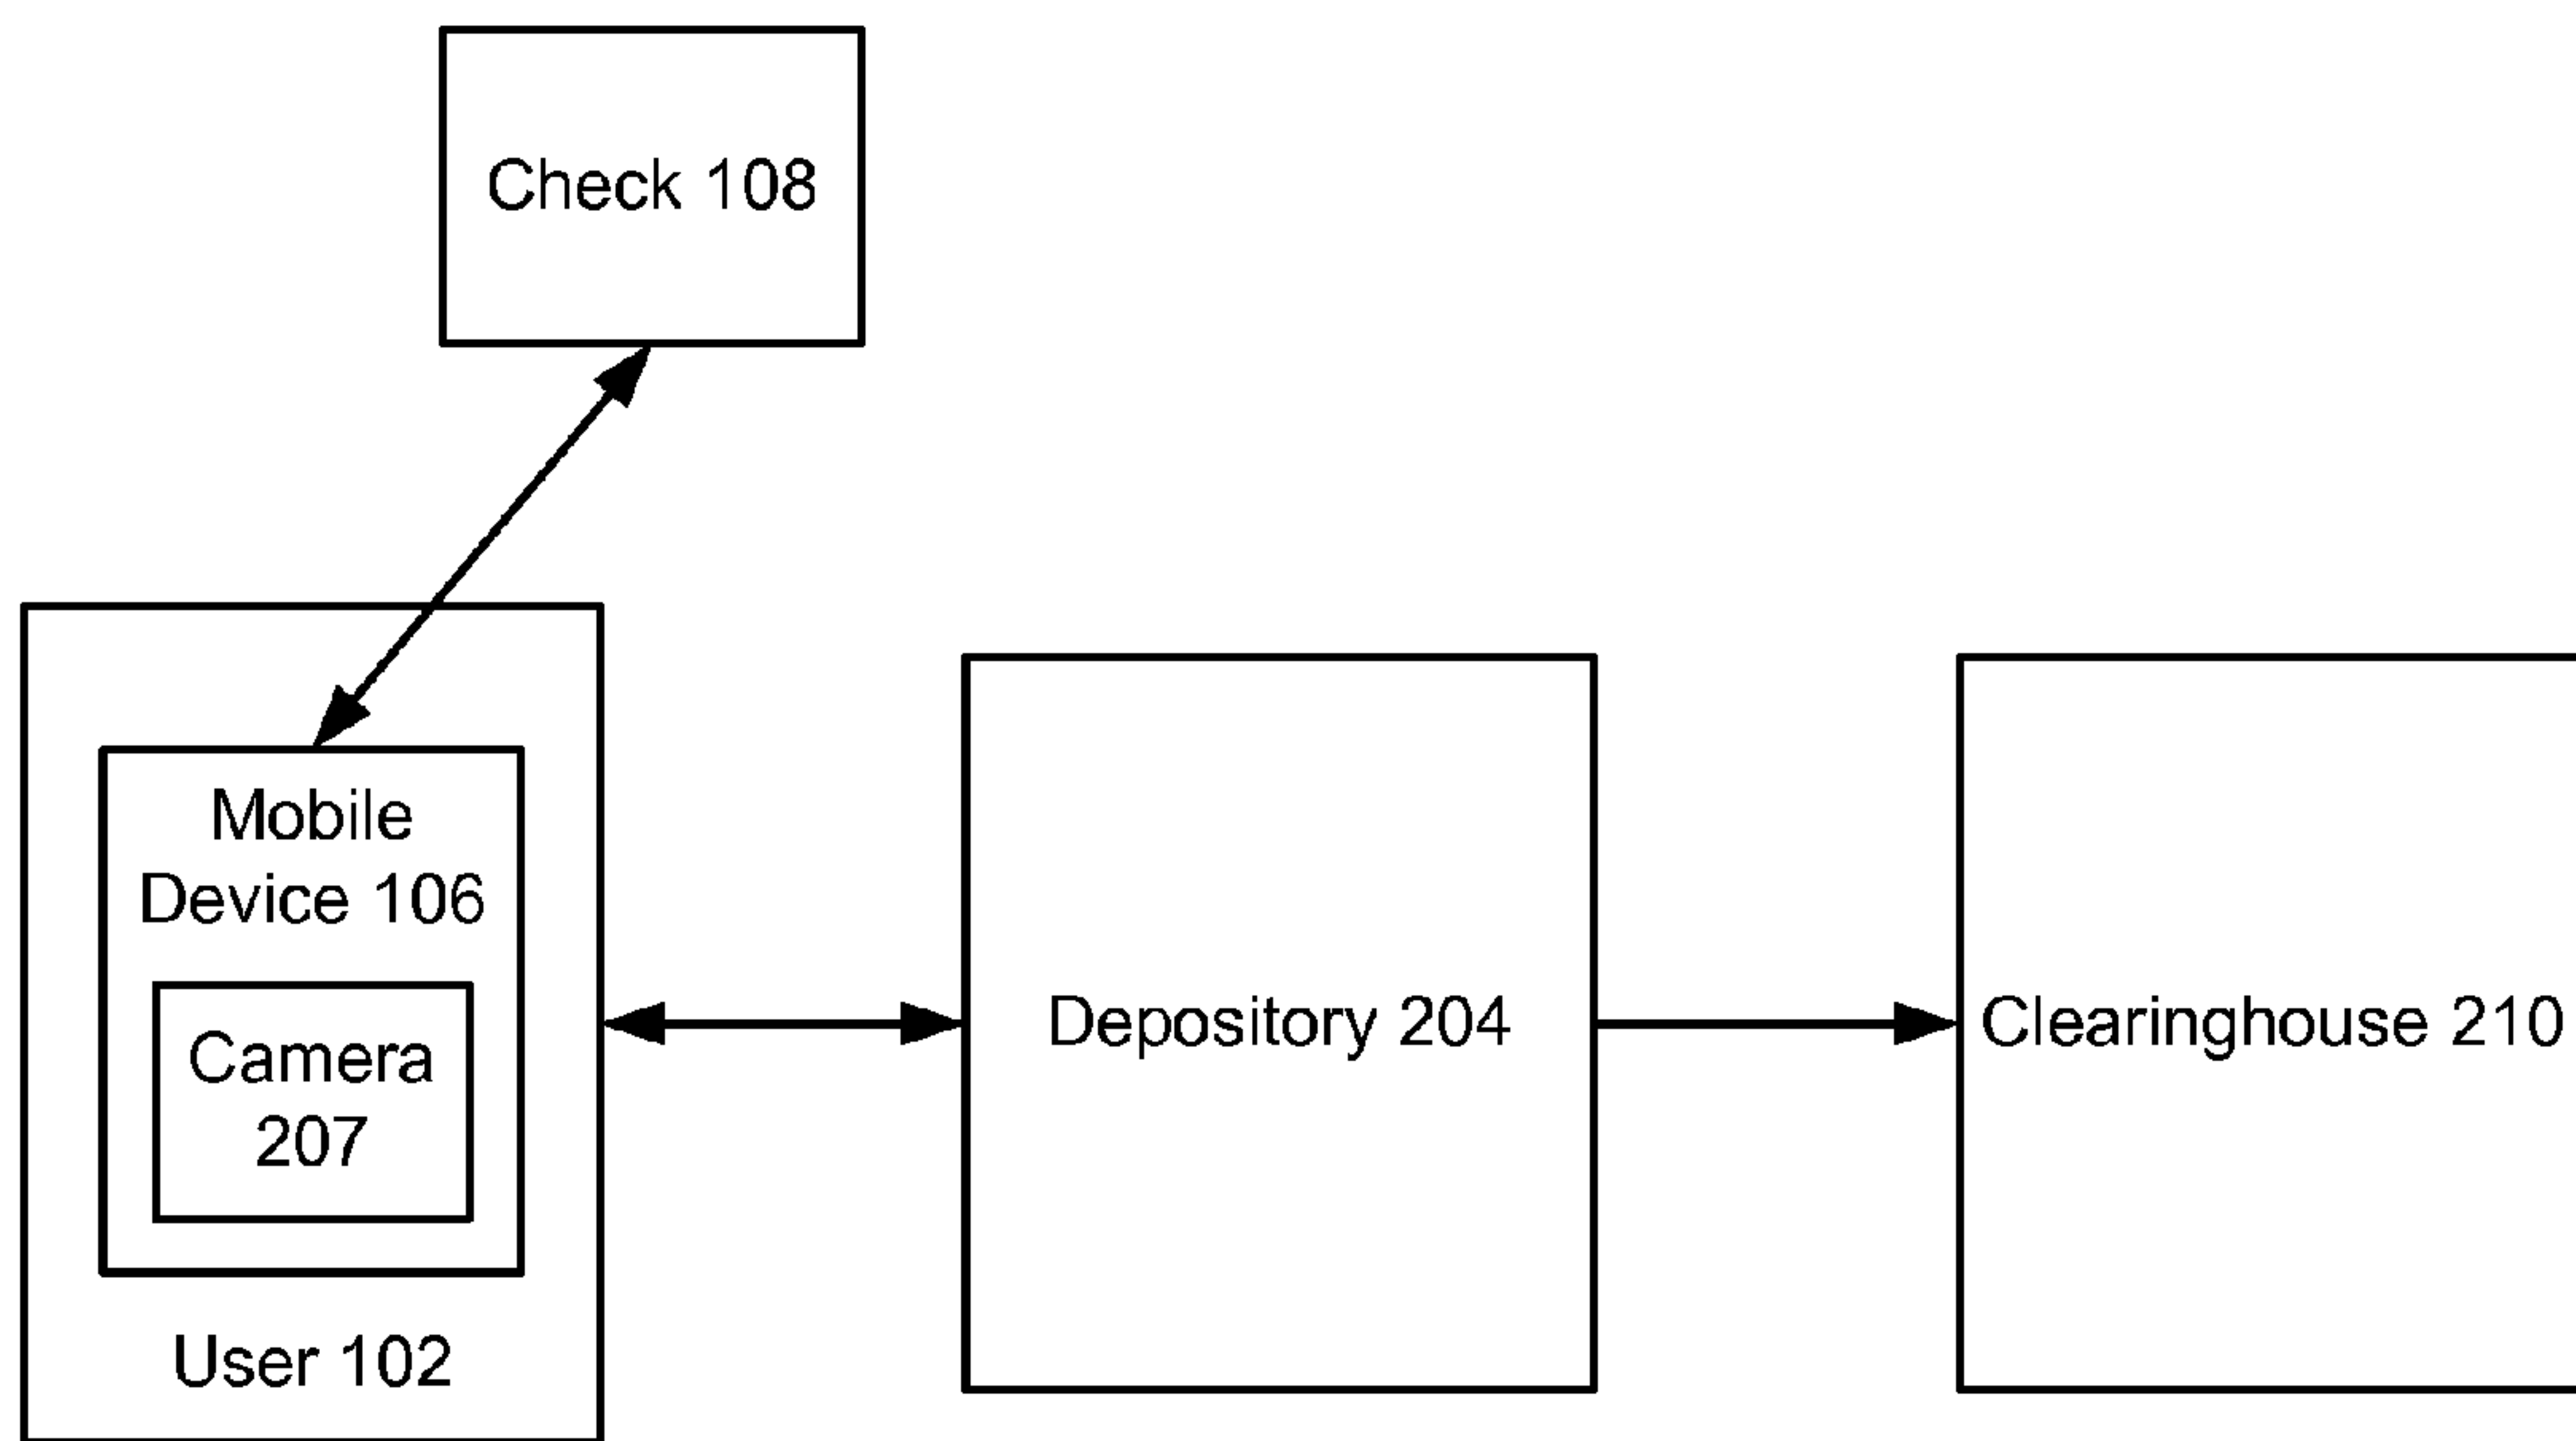 Check 108
Mobile
Device 106
Camera
207
User 102
Depository 204
Clearinghouse 210